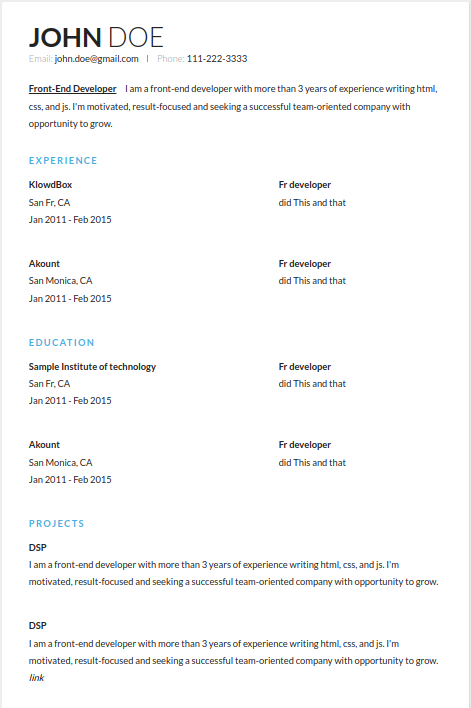 JOHN DOE
Email: john.doe@gmail.com | Phone: 111-222-3333
Front-End Developer I am a front-end developer with more than 3 years of experience writing html,
css, and js. I'm motivated, result-focused and seeking a successful team-oriented company with
opportunity to grow.
EXPERIENCE
KlowdBox Fr developer
San Fr, CA did This and that
Jan 2011 - Feb 2015
Akount Fr developer
San Monica, CA did This and that
Jan 2011 - Feb 2015
EDUCATION
Sample Institute of technology Fr developer
San Fr, CA did This and that
Jan 2011 - Feb 2015
Akount Fr developer
San Monica, CA did This and that
Jan 2011 - Feb 2015
PROJECTS
DSP
I am a front-end developer with more than 3 years of experience writing html, css, and js. I'm
motivated, result-focused and seeking a successful team-oriented company with opportunity to grow.
DSP
I am a front-end developer with more than 3 years of experience writing html, css, and js. I'm
motivated, result-focused and seeking a successful team-oriented company with opportunity to grow.
link